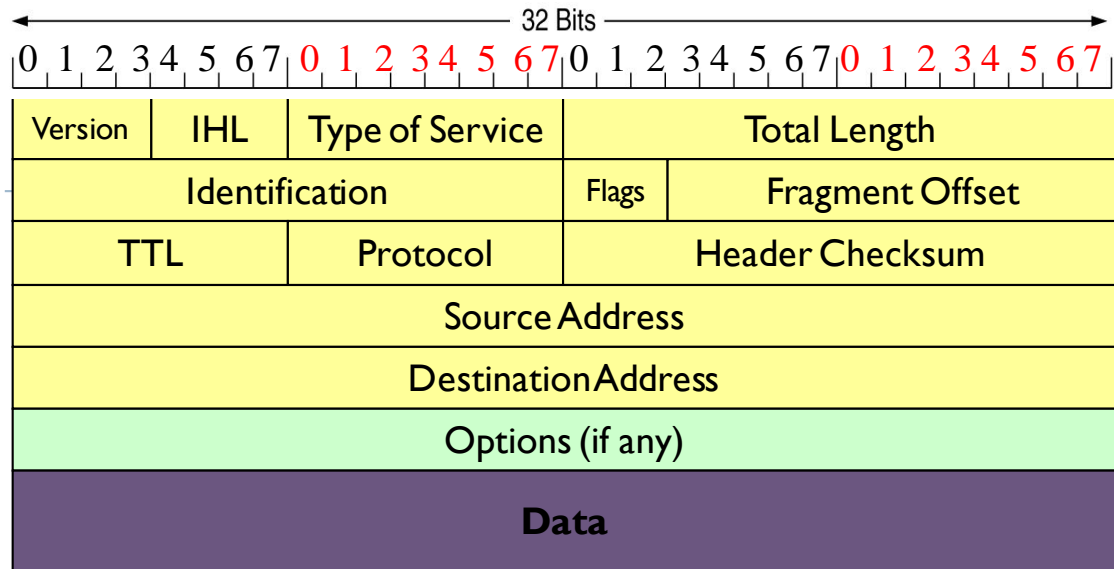 32 Bits
0 1 2 3 4 5 6 7 0 1 2 3 4 5 6 7 0 1 2 3 4 5 6 7 0 1 2 3 4 5 6 7
Version IHL Type of Service Total Length
Identification Flags Fragment Offset
TTL Protocol Header Checksum
Source Address
Destination Address
Options (if any)
Data